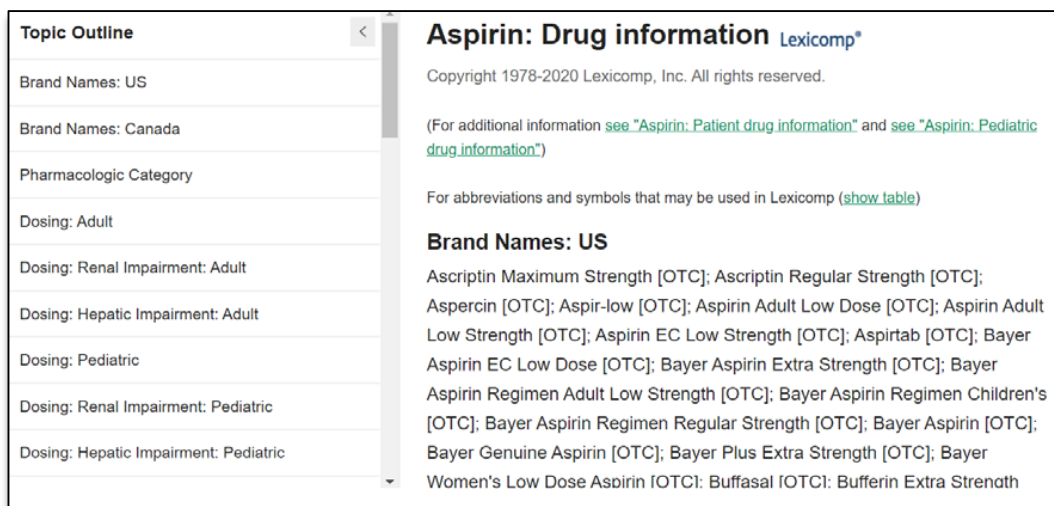 Topic Outline
Brand Names: US
Brand Names: Canada
Pharmacologic Category
Dosing: Adult
Dosing: Renal Impairment: Adult
Dosing: Hepatic Impairment: Adult
Dosing: Pediatric
Dosing: Renal Impairment: Pediatric
Dosing: Hepatic Impairment: Pediatric
Aspirin: Drug information Lexicomp®
Copyright 1978-2020 Lexicomp, Inc. All rights reserved.
(For additional information see "Aspirin: Patient drug information" and see "Aspirin: Pediatric
drug information")
For abbreviations and symbols that may be used in Lexicomp (show table)
Brand Names: US
Ascriptin Maximum Strength [OTC]; Ascriptin Regular Strength [OTC];
Aspercin [OTC]; Aspir-low [OTC]; Aspirin Adult Low Dose [OTC]; Aspirin Adult
Low Strength [OTC]; Aspirin EC Low Strength [OTC]; Aspirtab [OTC]; Bayer
Aspirin EC Low Dose [OTC]; Bayer Aspirin Extra Strength [OTC]; Bayer
Aspirin Regimen Adult Low Strength [OTC]; Bayer Aspirin Regimen Children's
[OTC]; Bayer Aspirin Regimen Regular Strength [OTC]; Bayer Aspirin [OTC];
Bayer Genuine Aspirin [OTC]; Bayer Plus Extra Strength [OTC]; Bayer
Women's Low Dose Aspirin [OTC]; Buffasal [OTC]; Bufferin Extra Strength